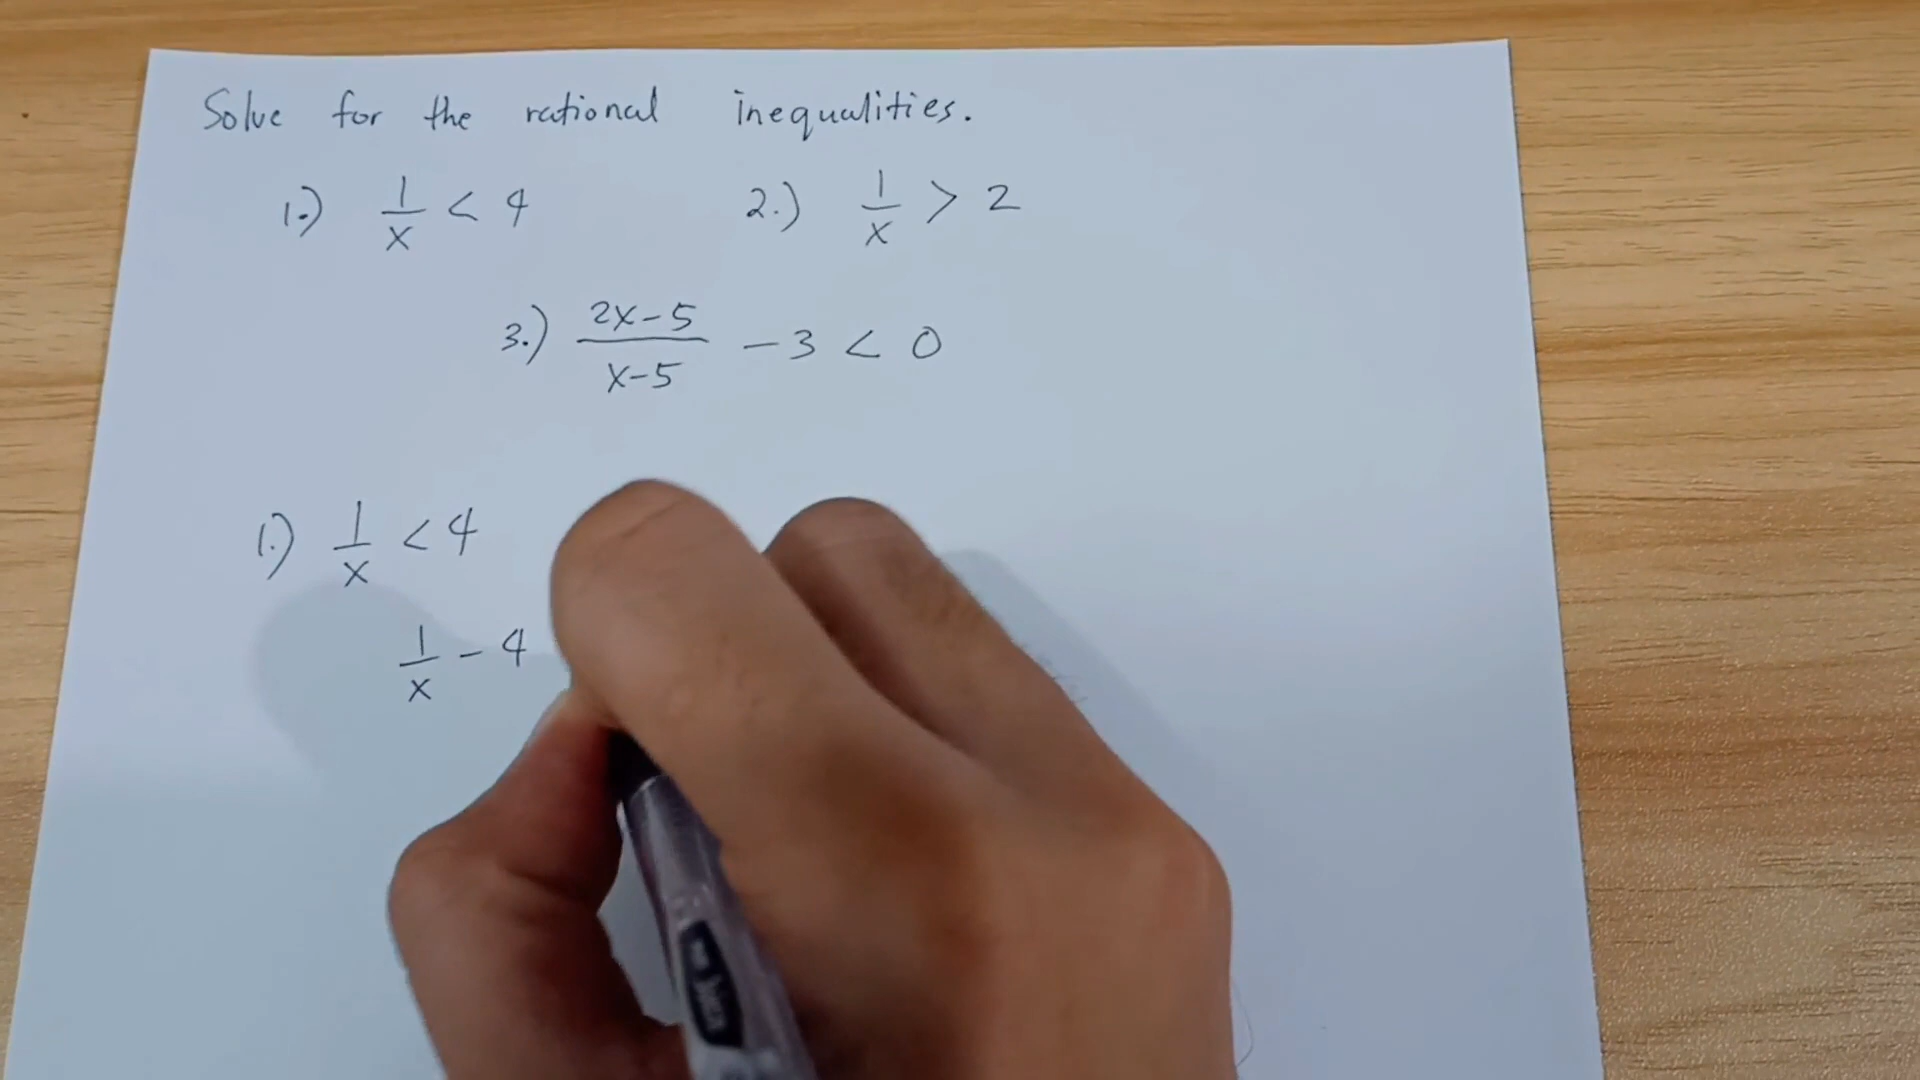 Solve for the rational inequalities.
1.) 1/x < 4 2.) 1/x > 2
3.) (2x-5)/(x-5) - 3 < 0
1.) 1/x < 4
1/x - 4